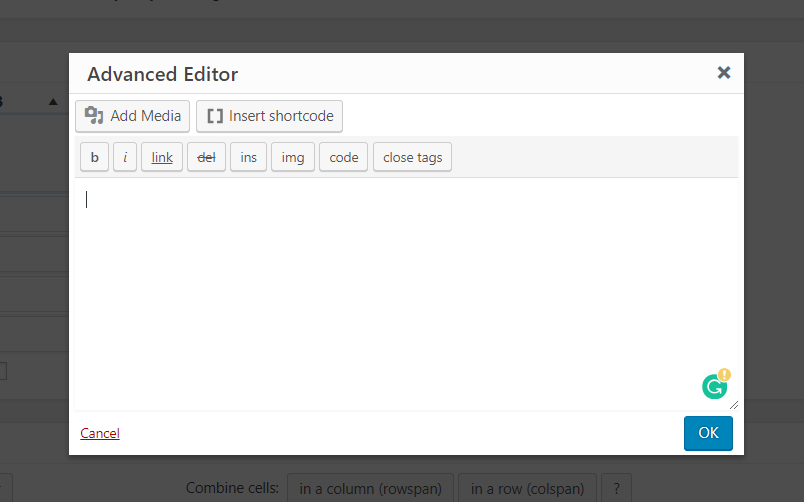 Advanced Editor
Add Media
Insert shortcode
b i link del ins img code close tags
Cancel
OK
Combine cells: in a column (rowspan) in a row (colspan) ?